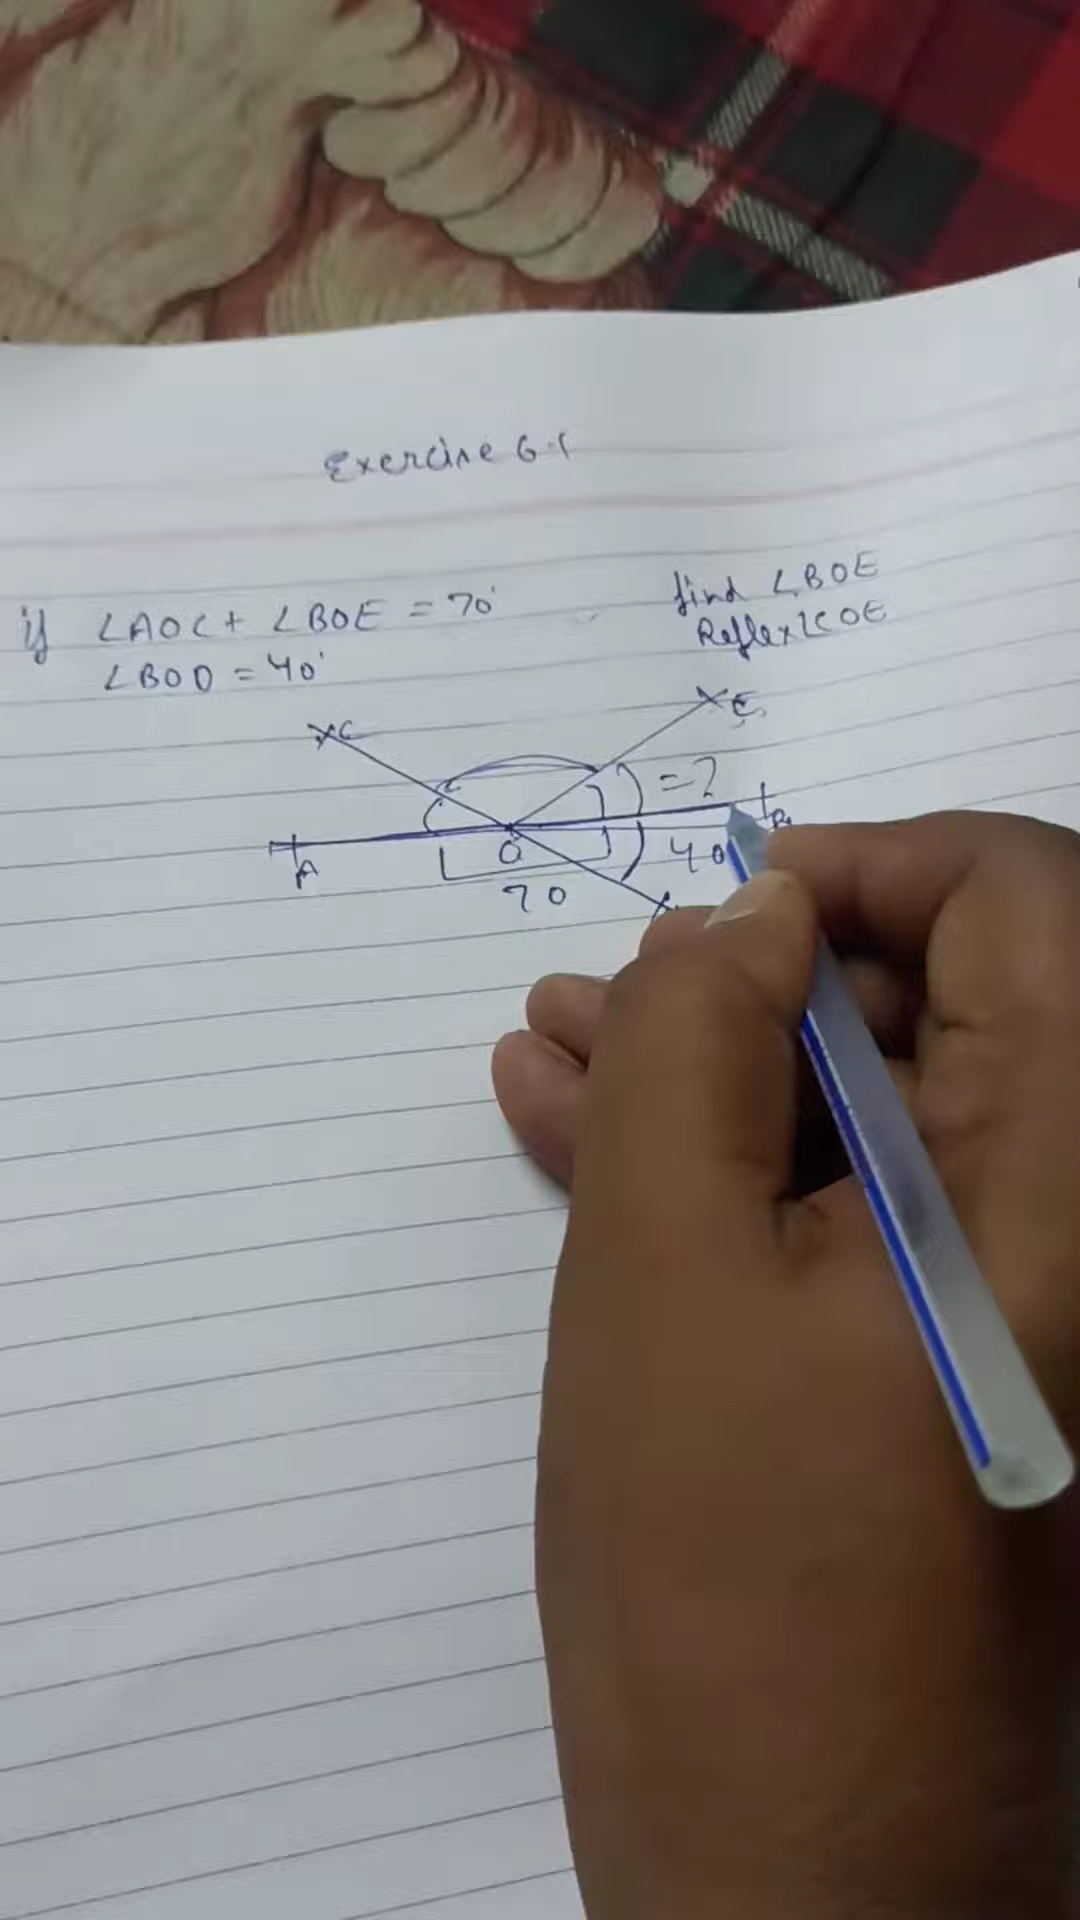 Exercise 6.1
if ∠AOC + ∠BOE = 70°
∠BOD = 40°
find ∠BOE
Reflex ∠COE
C
E
= ?
A
O
B
40
70